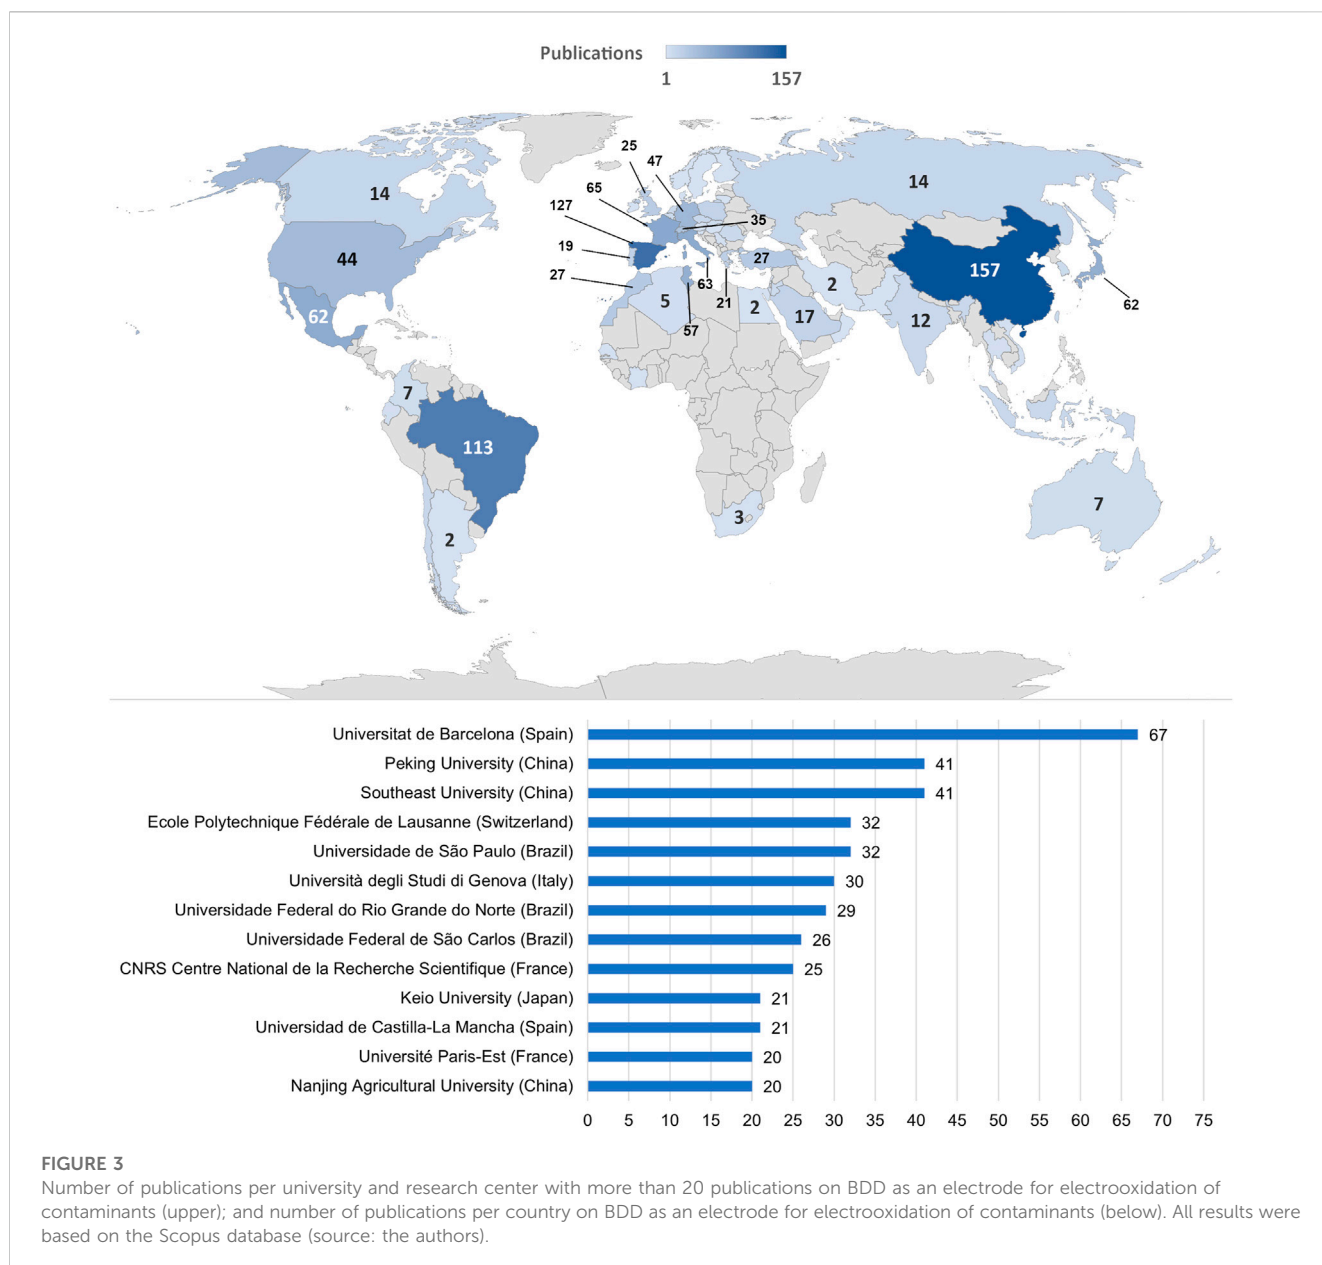 Publications
1 157
25
47
14
14
65
127
35
44
19
27
157
27
63
21
62
2
5
2
17
12
62
57
7
113
7
3
2
Universitat de Barcelona (Spain) 67
Peking University (China) 41
Southeast University (China) 41
Ecole Polytechnique Fédérale de Lausanne (Switzerland) 32
Universidade de São Paulo (Brazil) 32
Università degli Studi di Genova (Italy) 30
Universidade Federal do Rio Grande do Norte (Brazil) 29
Universidade Federal de São Carlos (Brazil) 26
CNRS Centre National de la Recherche Scientifique (France) 25
Keio University (Japan) 21
Universidad de Castilla-La Mancha (Spain) 21
Université Paris-Est (France) 20
Nanjing Agricultural University (China) 20
0 5 10 15 20 25 30 35 40 45 50 55 60 65 70 75
FIGURE 3
Number of publications per university and research center with more than 20 publications on BDD as an electrode for electrooxidation of
contaminants (upper); and number of publications per country on BDD as an electrode for electrooxidation of contaminants (below). All results were
based on the Scopus database (source: the authors).